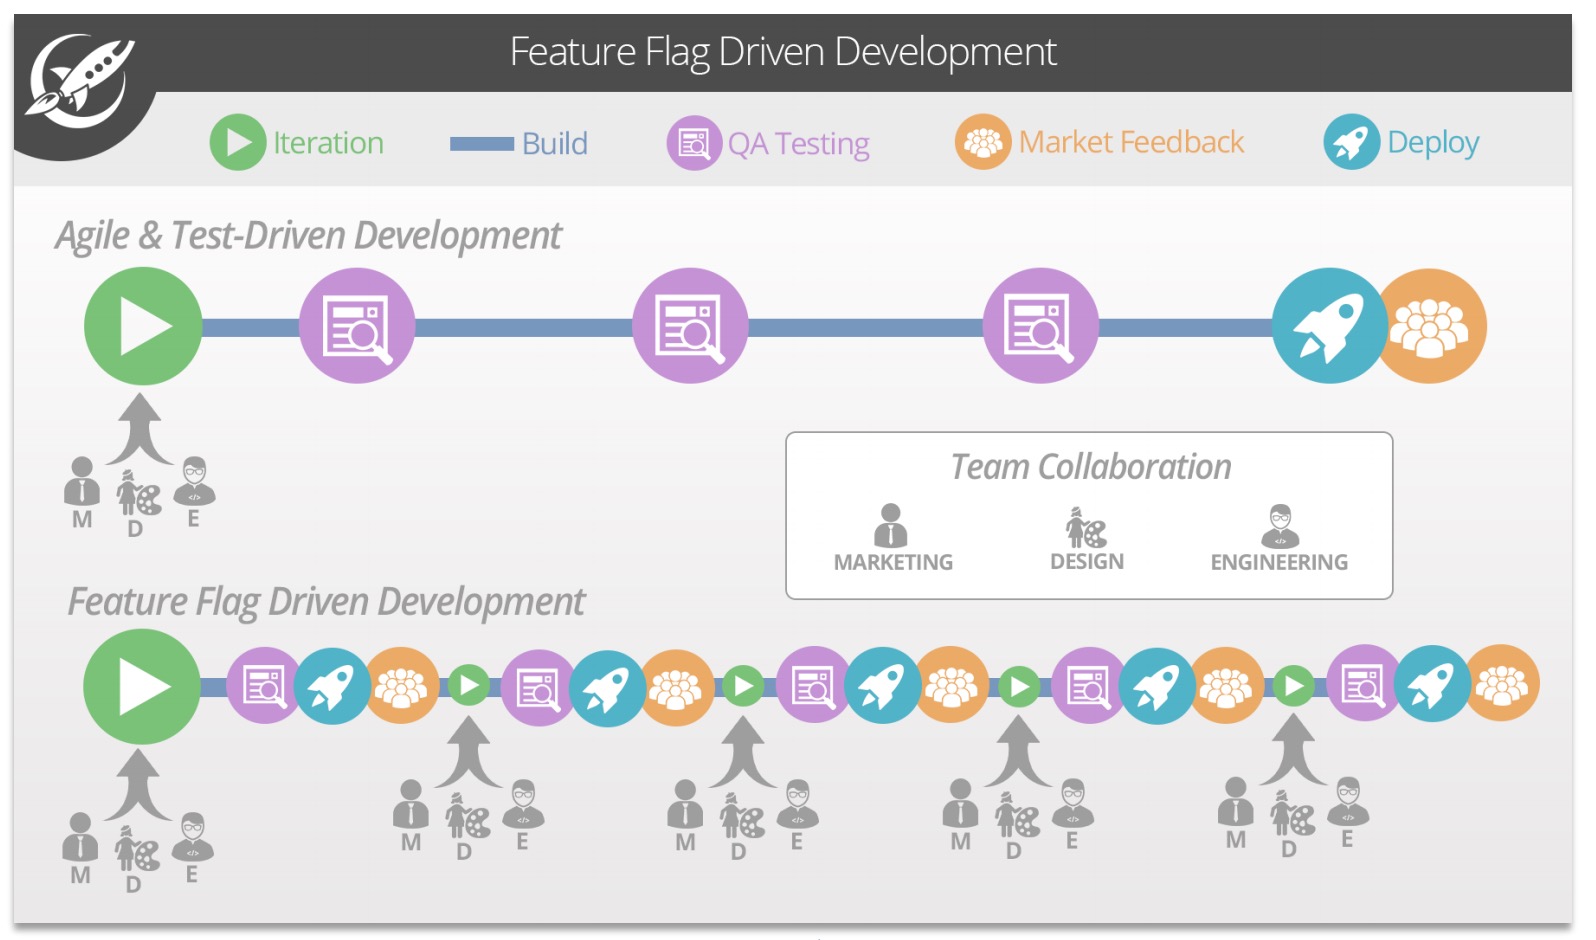 Feature Flag Driven Development
Iteration
Build
QA Testing
Market Feedback
Deploy
Agile & Test-Driven Development
M
D
E
Team Collaboration
MARKETING
DESIGN
ENGINEERING
Feature Flag Driven Development
M
D
E
M
D
E
M
D
E
M
D
E
M
D
E